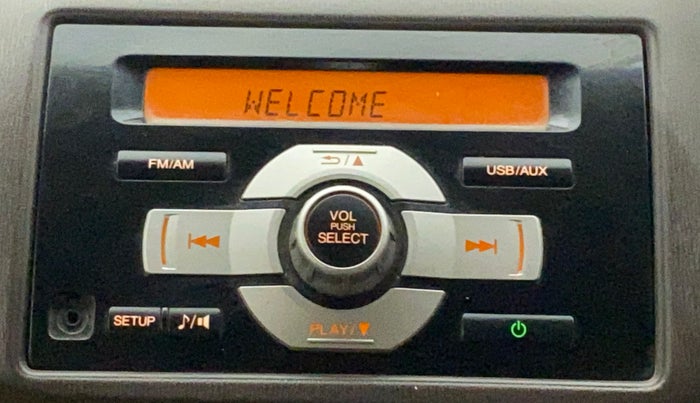 WELCOME
FM/AM
USB/AUX
VOL
PUSH
SELECT
SETUP
PLAY/